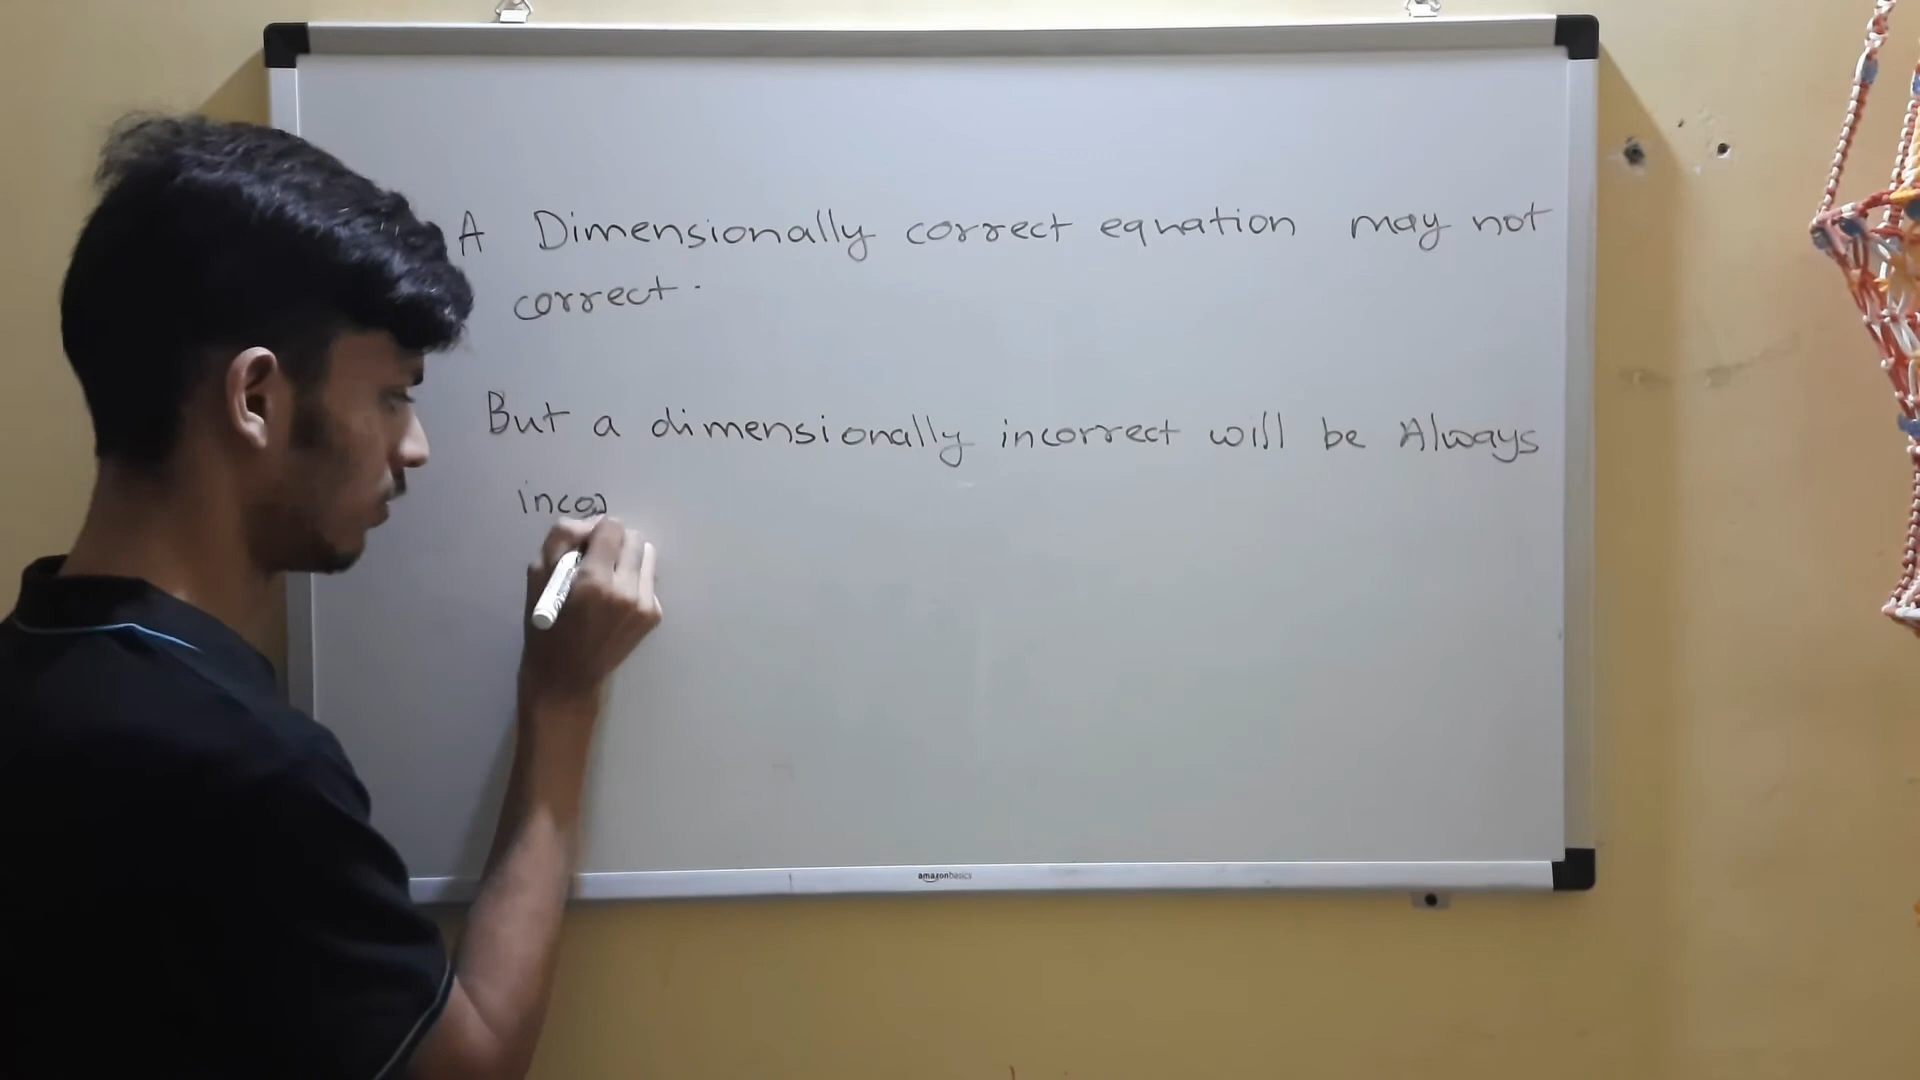 A Dimensionally correct equation may not
correct.
But a dimensionally incorrect will be Always
inco
amazonbasics